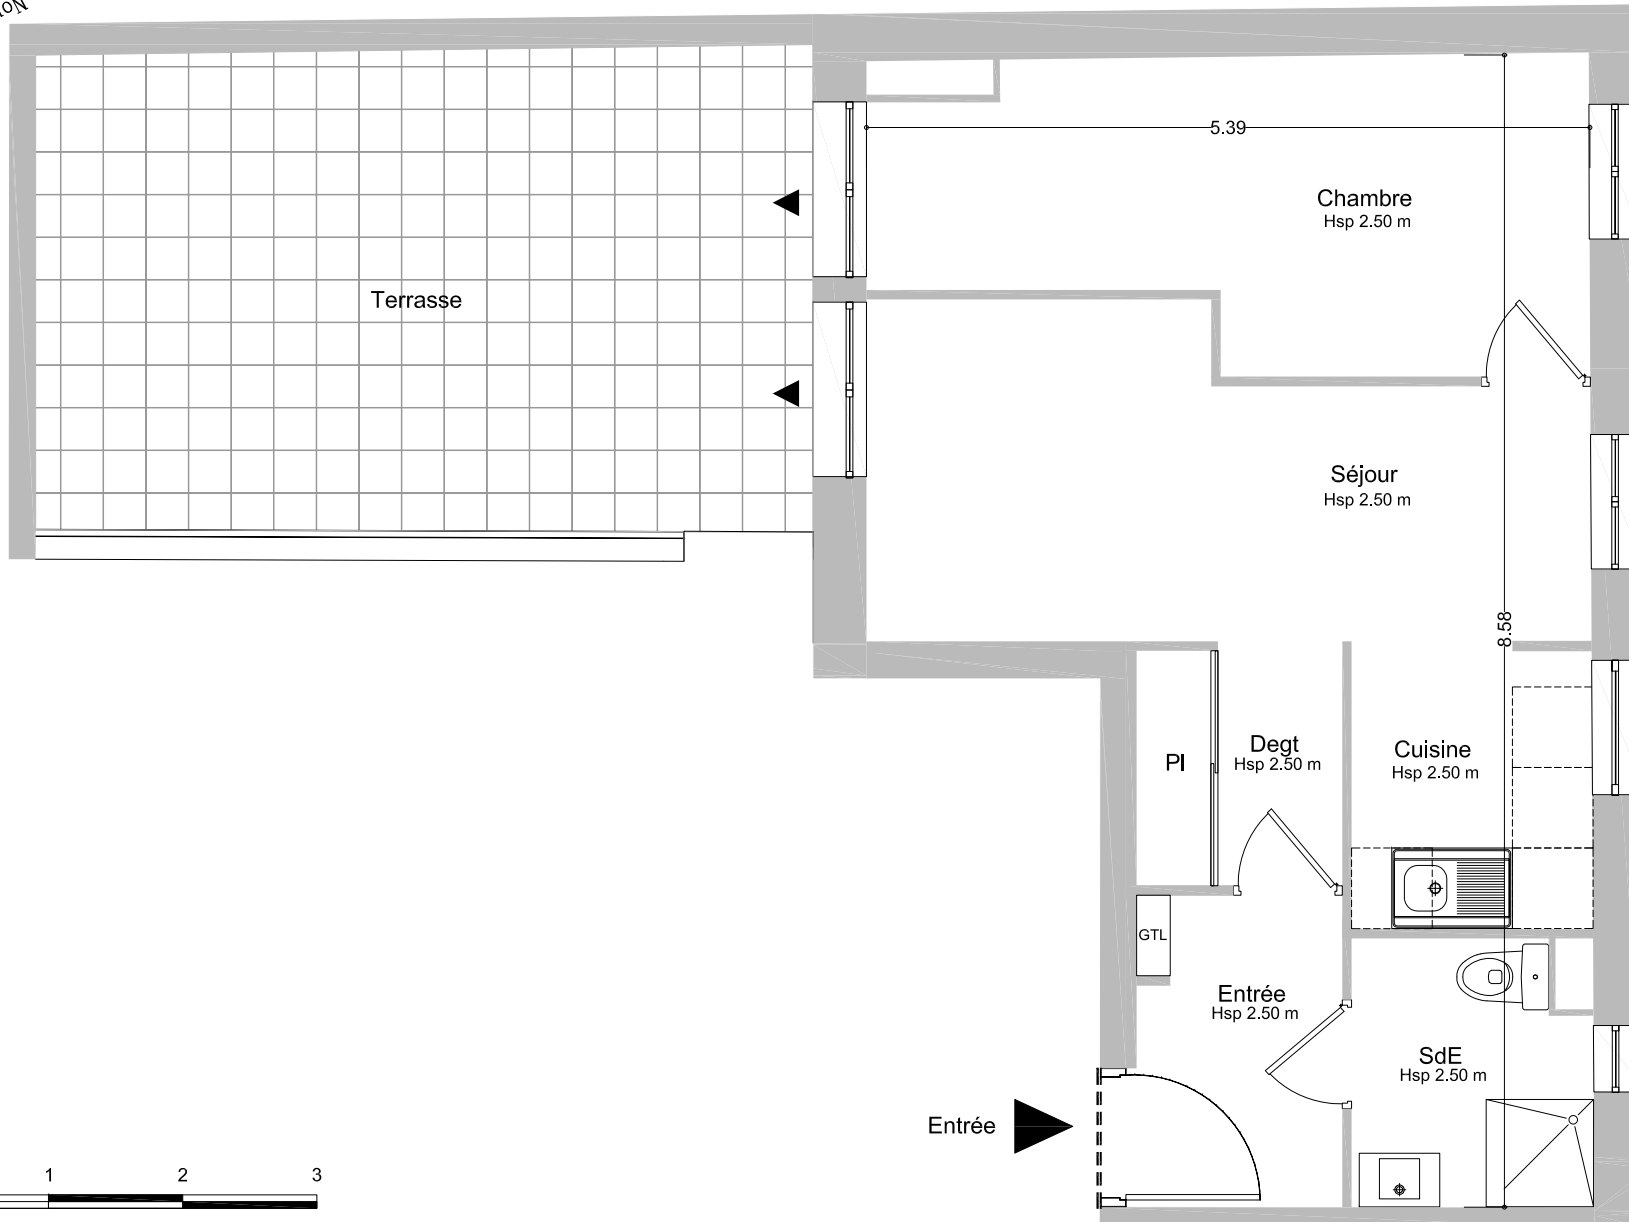 5.39
Chambre
Hsp 2.50 m
Terrasse
Séjour
Hsp 2.50 m
8.58
Degt
Hsp 2.50 m
Pl
Cuisine
Hsp 2.50 m
GTL
Entrée
Hsp 2.50 m
SdE
Hsp 2.50 m
Entrée
1 2 3